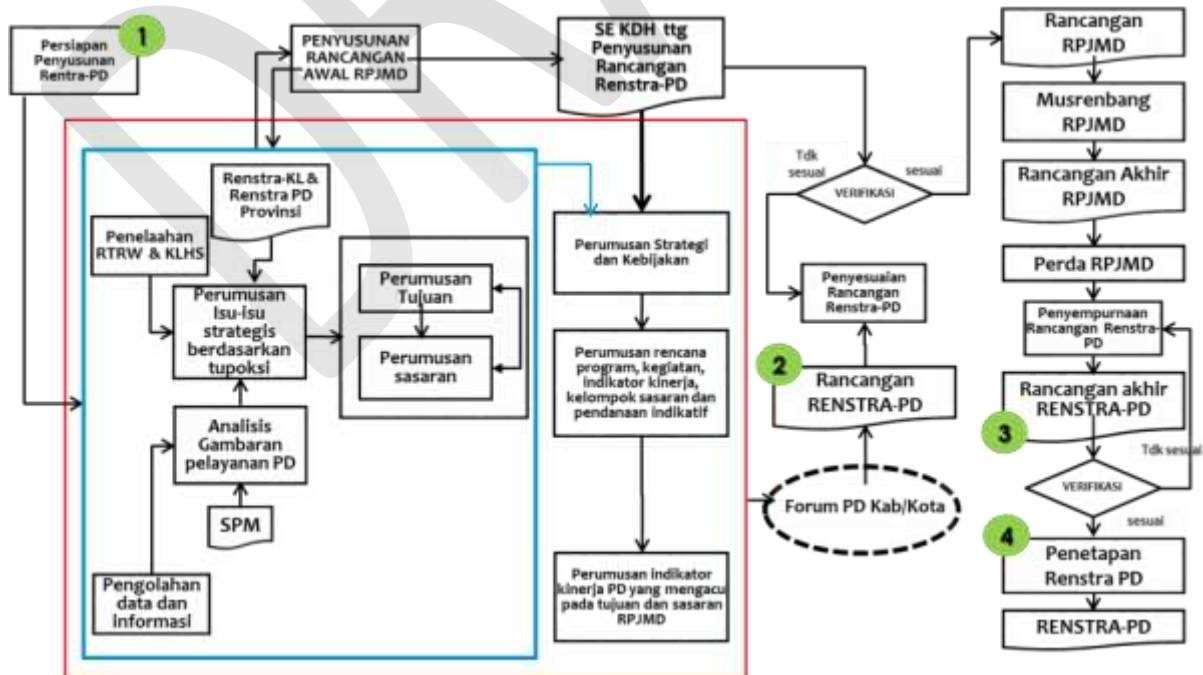 1
Persiapan
Penyusunan
Rentra-PD
PENYUSUNAN
RANCANGAN
AWAL RPJMD
SE KDH ttg
Penyusunan
Rancangan
Renstra-PD
Renstra-KL &
Renstra PD
Provinsi
Penelaahan
RTRW & KLHS
Perumusan
Isu-isu
strategis
berdasarkan
tupoksi
Perumusan
Tujuan
Perumusan
sasaran
Analisis
Gambaran
pelayanan PD
SPM
Pengolahan
data dan
Informasi
Perumusan Strategi
dan Kebijakan
Perumusan rencana
program, kegiatan,
indikator kinerja,
kelompok sasaran dan
pendanaan indikatif
Perumusan indikator
kinerja PD yang mengacu
pada tujuan dan sasaran
RPJMD
Tdk
sesuai
VERIFIKASI
sesuai
Penyesuaian
Rancangan
Renstra-PD
2
Rancangan
RENSTRA-PD
Forum PD Kab/Kota
Rancangan
RPJMD
Musrenbang
RPJMD
Rancangan Akhir
RPJMD
Perda RPJMD
Penyempurnaan
Rancangan Renstra-
PD
Rancangan akhir
RENSTRA-PD
3
Tdk sesuai
VERIFIKASI
sesuai
4
Penetapan
Renstra PD
RENSTRA-PD